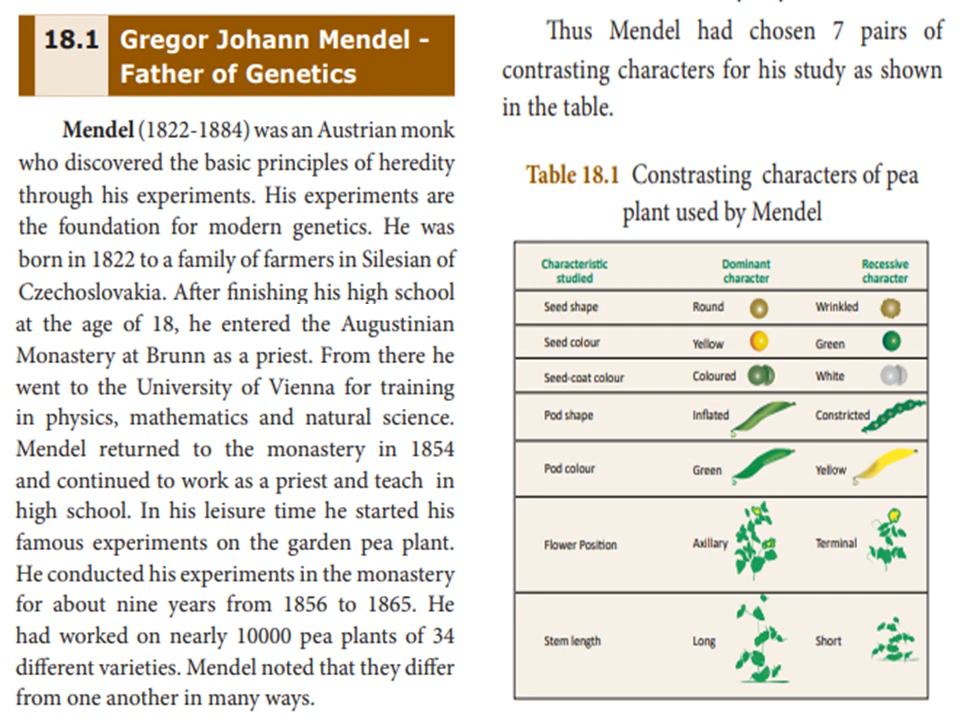 18.1 Gregor Johann Mendel -
Father of Genetics
Mendel (1822-1884) was an Austrian monk
who discovered the basic principles of heredity
through his experiments. His experiments are
the foundation for modern genetics. He was
born in 1822 to a family of farmers in Silesian of
Czechoslovakia. After finishing his high school
at the age of 18, he entered the Augustinian
Monastery at Brunn as a priest. From there he
went to the University of Vienna for training
in physics, mathematics and natural science.
Mendel returned to the monastery in 1854
and continued to work as a priest and teach in
high school. In his leisure time he started his
famous experiments on the garden pea plant.
He conducted his experiments in the monastery
for about nine years from 1856 to 1865. He
had worked on nearly 10000 pea plants of 34
different varieties. Mendel noted that they differ
from one another in many ways.
Thus Mendel had chosen 7 pairs of
contrasting characters for his study as shown
in the table.
Table 18.1 Constrasting characters of pea
plant used by Mendel
Characteristic studied Dominant character Recessive character
Seed shape Round Wrinkled
Seed colour Yellow Green
Seed-coat colour Coloured White
Pod shape Inflated Constricted
Pod colour Green Yellow
Flower Position Axillary Terminal
Stem length Long Short